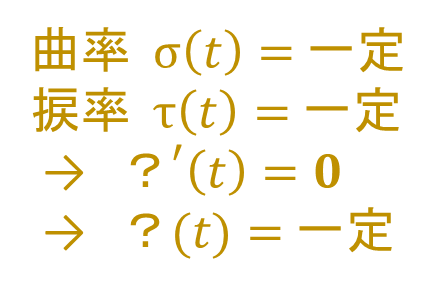 曲率 σ(t) = 一定
捩率 τ(t) = 一定
→ ?′(t) = 0
→ ?(t) = 一定